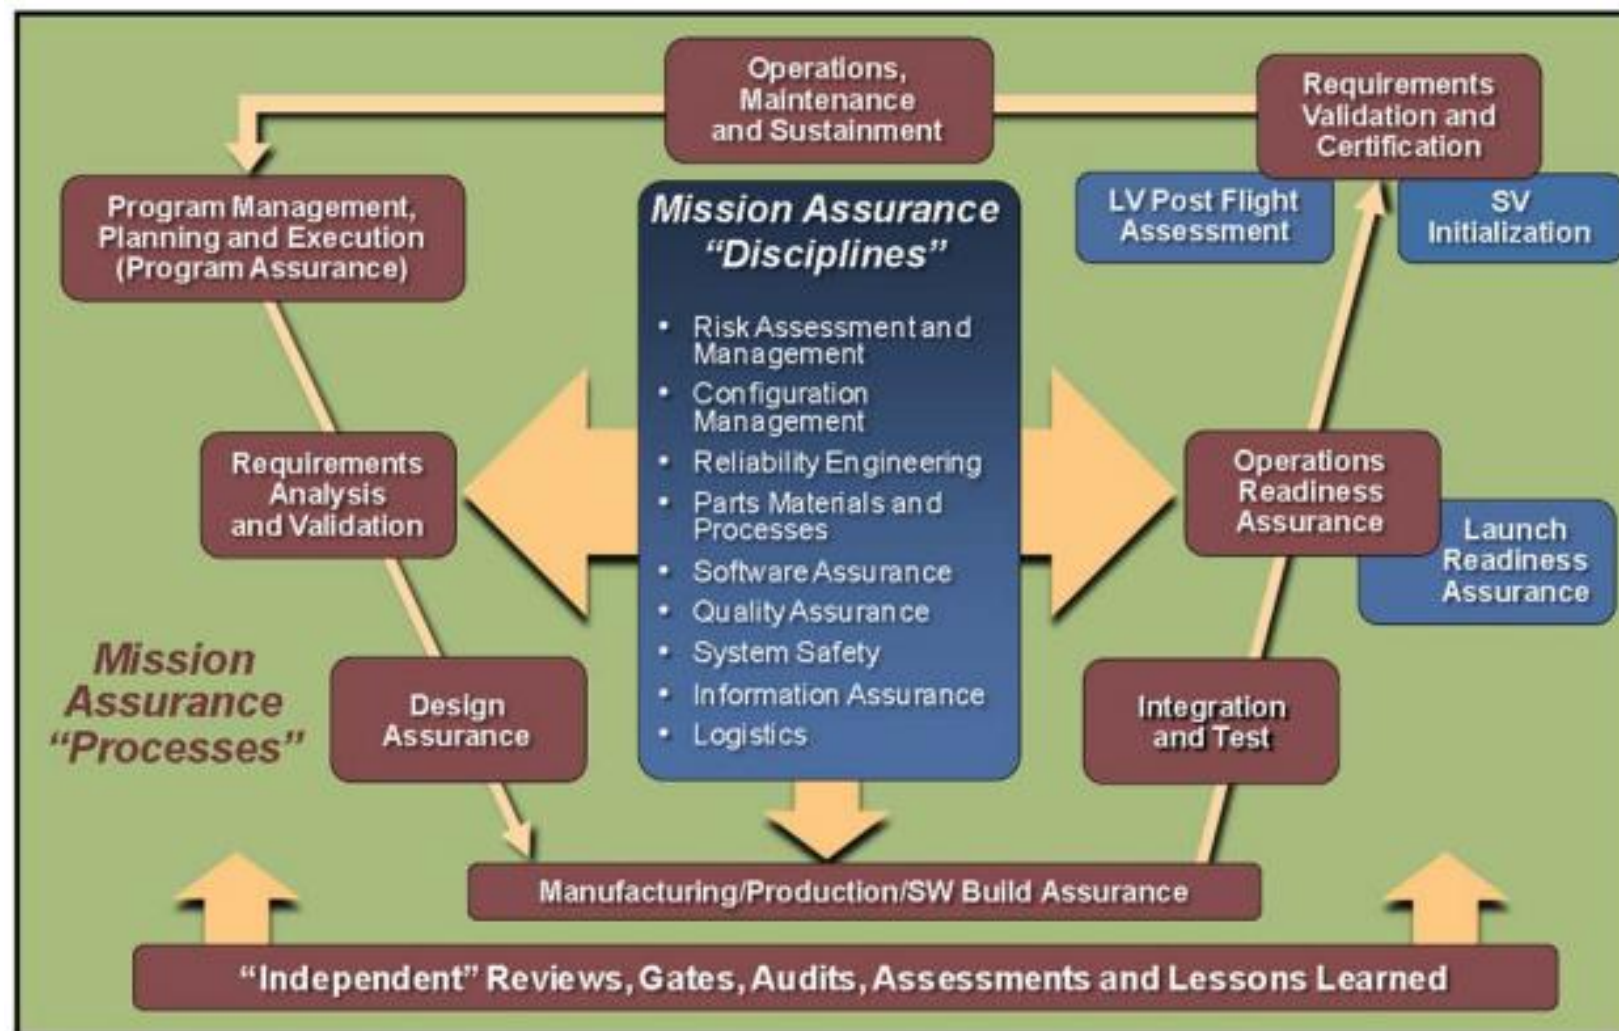 Operations,
Maintenance
and Sustainment
Requirements
Validation and
Certification
LV Post Flight
Assessment
SV
Initialization
Program Management,
Planning and Execution
(Program Assurance)
Mission Assurance
“Disciplines”
• Risk Assessment and
Management
• Configuration
Management
• Reliability Engineering
• Parts Materials and
Processes
• Software Assurance
• Quality Assurance
• System Safety
• Information Assurance
• Logistics
Requirements
Analysis
and Validation
Operations
Readiness
Assurance
Launch
Readiness
Assurance
Mission
Assurance
“Processes”
Design
Assurance
Integration
and Test
Manufacturing/Production/SW Build Assurance
“Independent” Reviews, Gates, Audits, Assessments and Lessons Learned